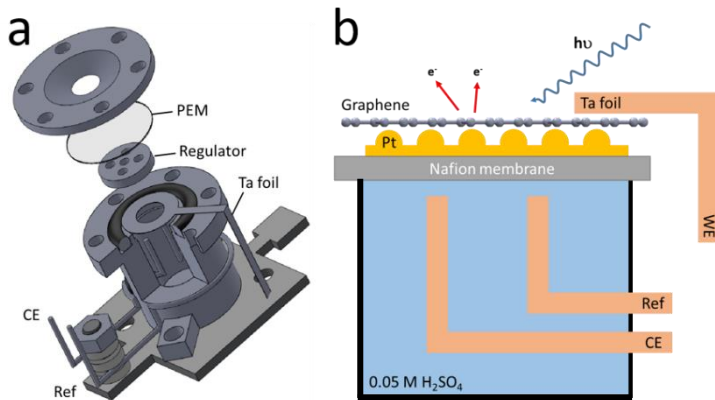 a
PEM
Regulator
Ta foil
CE
Ref
b
hυ
e-
e-
Graphene
Ta foil
Pt
Nafion membrane
WE
Ref
CE
0.05 M H₂SO₄